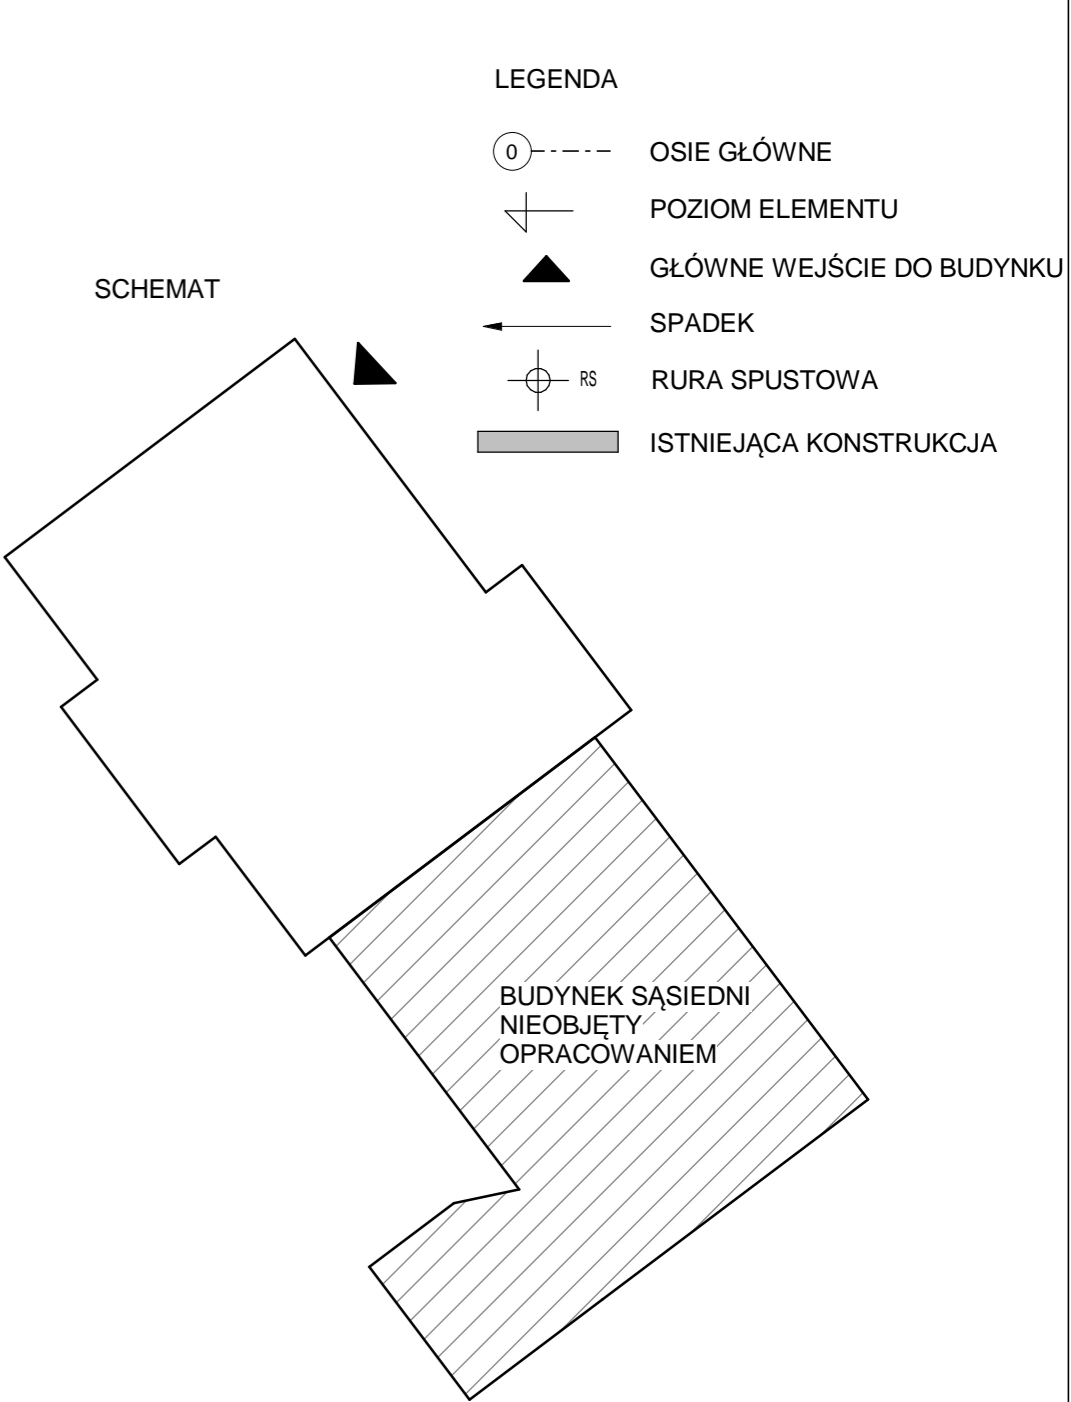 LEGENDA
0
OSIE GŁÓWNE
POZIOM ELEMENTU
GŁÓWNE WEJŚCIE DO BUDYNKU
SCHEMAT
SPADEK
RS RURA SPUSTOWA
ISTNIEJĄCA KONSTRUKCJA
BUDYNEK SĄSIEDNI
NIEOBJĘTY
OPRACOWANIEM